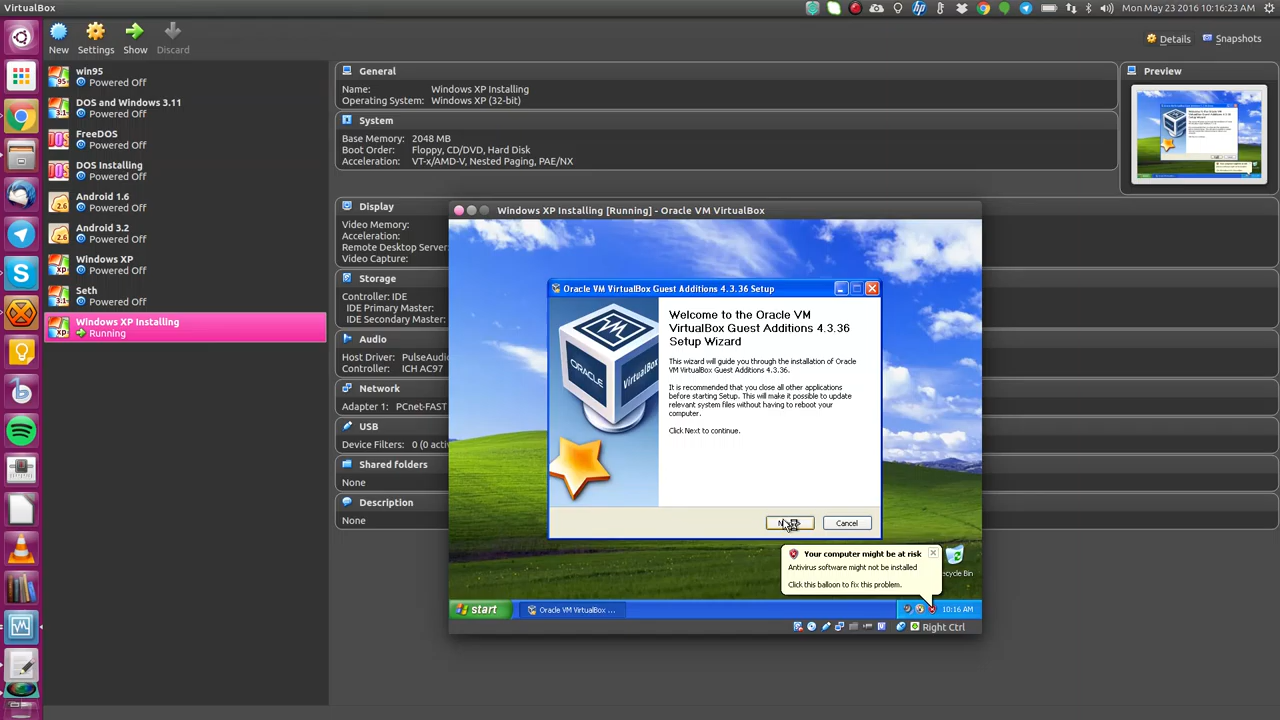 VirtualBox
Mon May 23 2016 10:16:23 AM
New
Settings
Show
Discard
Details
Snapshots
win95
Powered Off
DOS and Windows 3.11
Powered Off
FreeDOS
Powered Off
DOS Installing
Powered Off
Android 1.6
Powered Off
Android 3.2
Powered Off
Windows XP
Powered Off
Seth
Powered Off
Windows XP Installing
Running
General
Name: Windows XP Installing
Operating System: Windows XP (32-bit)
System
Base Memory: 2048 MB
Boot Order: Floppy, CD/DVD, Hard Disk
Acceleration: VT-x/AMD-V, Nested Paging, PAE/NX
Preview
Display
Video Memory:
Acceleration:
Remote Desktop Server:
Video Capture:
Storage
Controller: IDE
IDE Primary Master:
IDE Secondary Master:
Audio
Host Driver: PulseAudio
Controller: ICH AC97
Network
Adapter 1: PCnet-FAST
USB
Device Filters: 0 (0 acti
Shared folders
None
Description
None
Windows XP Installing [Running] - Oracle VM VirtualBox
Oracle VM VirtualBox Guest Additions 4.3.36 Setup
ORACLE
VirtualBox
Welcome to the Oracle VM
VirtualBox Guest Additions 4.3.36
Setup Wizard
This wizard will guide you through the installation of Oracle
VM VirtualBox Guest Additions 4.3.36.
It is recommended that you close all other applications
before starting Setup. This will make it possible to update
relevant system files without having to reboot your
computer.
Click Next to continue.
Cancel
Your computer might be at risk
Antivirus software might not be installed
Click this balloon to fix this problem.
ecycle Bin
start
Oracle VM VirtualBox ...
10:16 AM
Right Ctrl